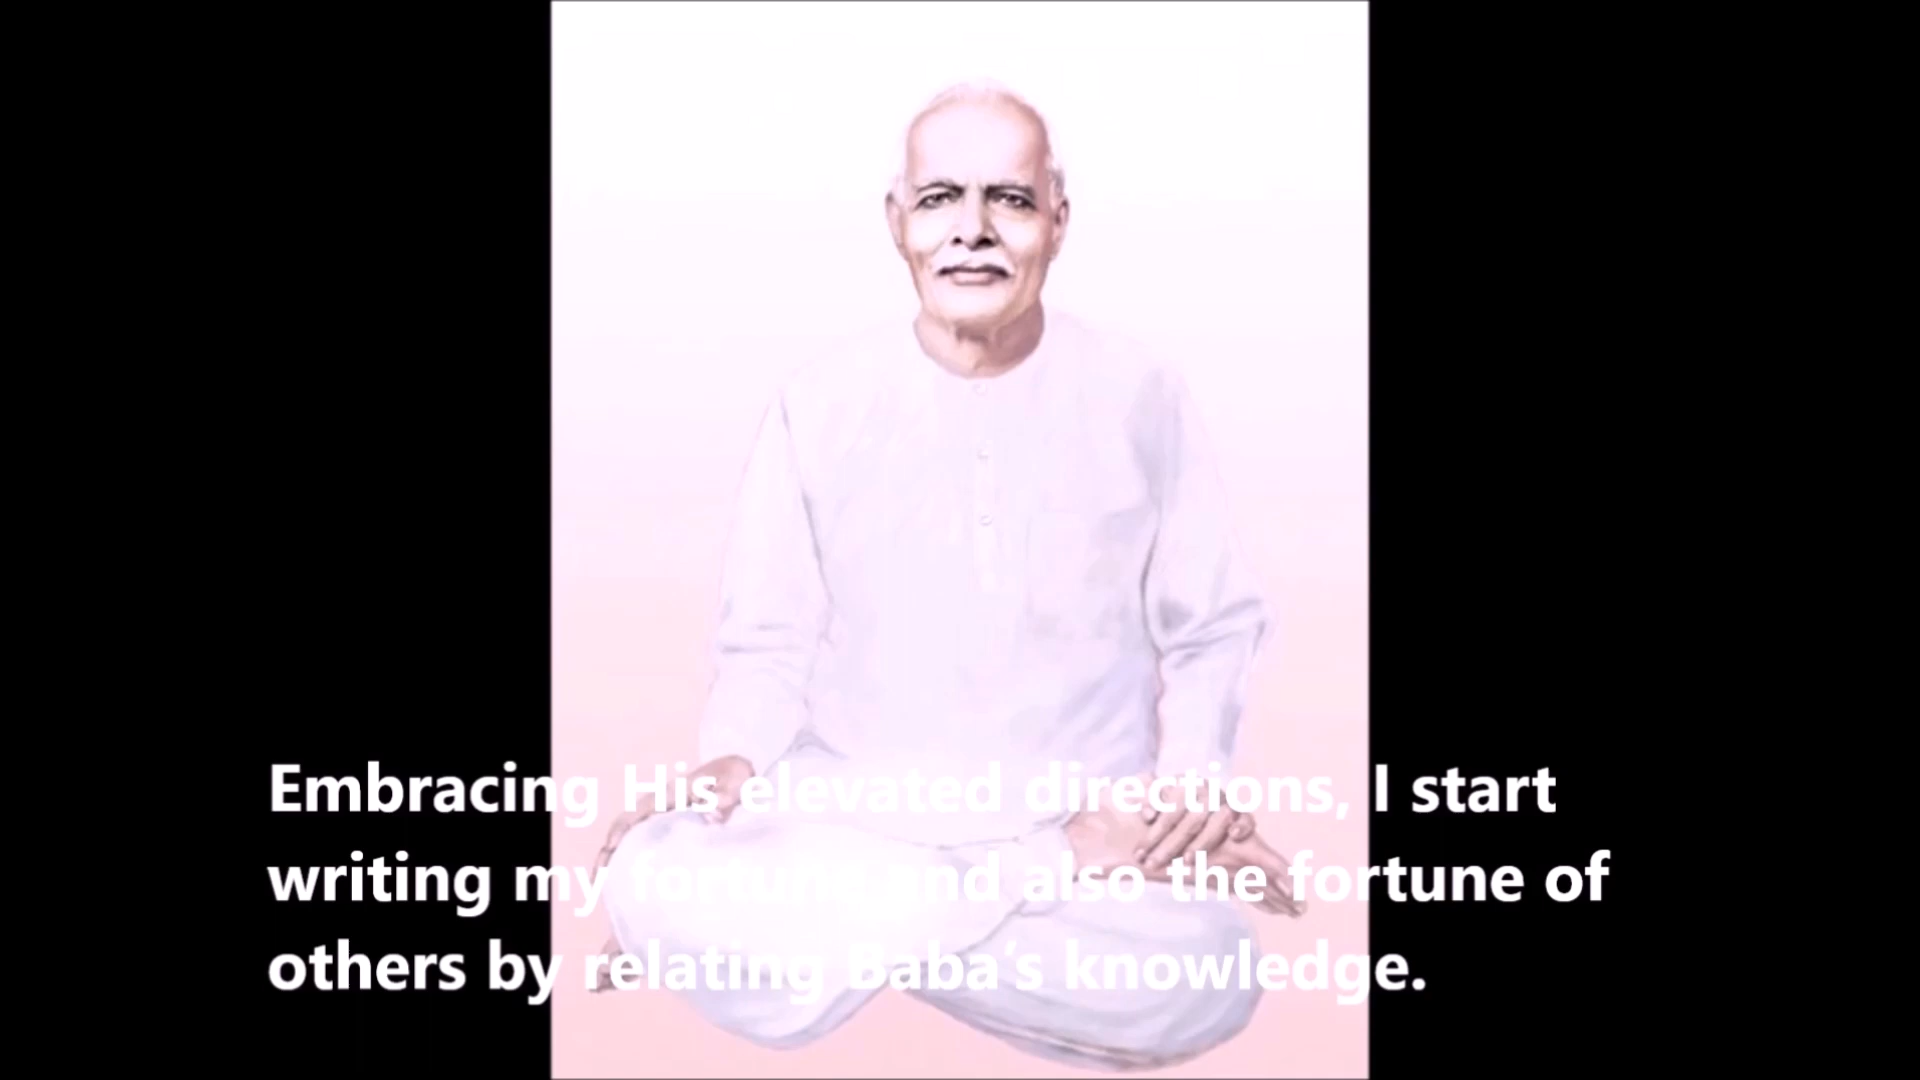 Embracing His elevated directions, I start
writing my fortune and also the fortune of
others by relating Baba’s knowledge.